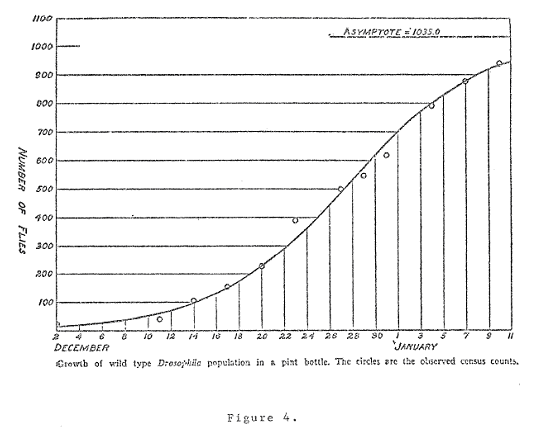 1100
1000
900
800
700
600
500
400
300
200
100
NUMBER OF FLIES
ASYMPTOTE = 1035.0
2 4 6 8 10 12 14 16 18 20 22 24 26 28 30 1 3 5 7 9 11
DECEMBER JANUARY
Growth of wild type Drosophila population in a pint bottle. The circles are the observed census counts.
Figure 4.